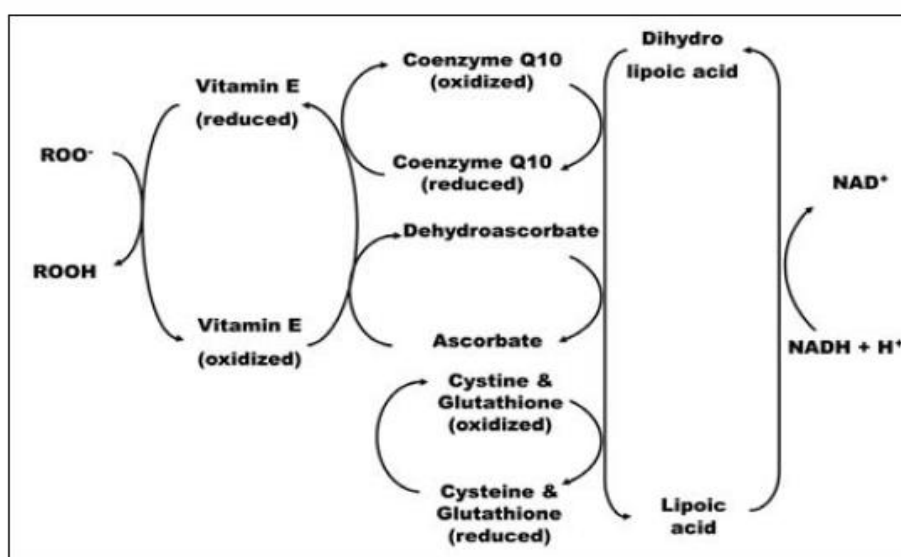 Vitamin E
(reduced)
ROO-
ROOH
Vitamin E
(oxidized)
Coenzyme Q10
(oxidized)
Coenzyme Q10
(reduced)
Dehydroascorbate
Ascorbate
Cystine &
Glutathione
(oxidized)
Cysteine &
Glutathione
(reduced)
Dihydro
lipoic acid
Lipoic
acid
NAD+
NADH + H+